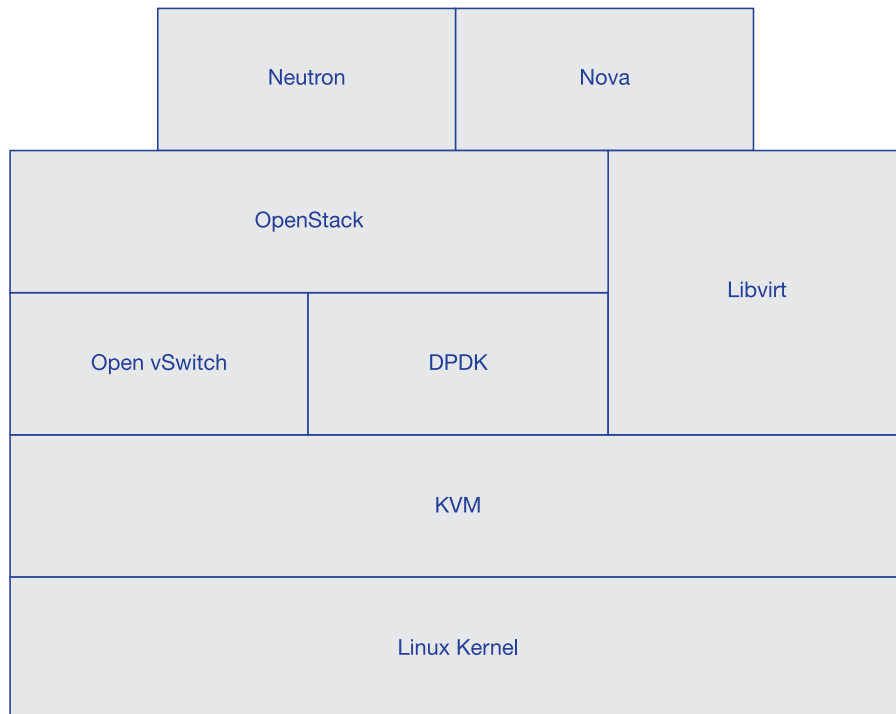 Neutron
Nova
OpenStack
Libvirt
Open vSwitch
DPDK
KVM
Linux Kernel